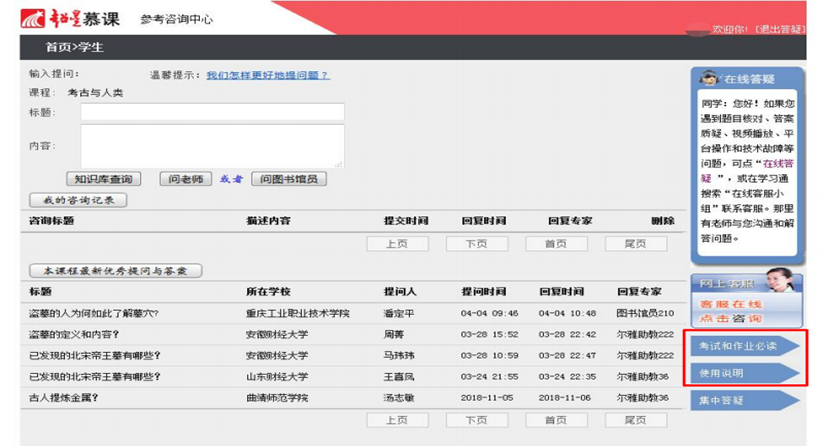 超星慕课 参考咨询中心
欢迎你! [退出答疑]
首页>学生
输入提问: 温馨提示: 我们怎样更好地提问题?
课程: 考古与人类
标题:
内容:
知识库查询 问老师 或者 问图书馆员
我的咨询记录
咨询标题 描述内容 提交时间 回复时间 回复专家 删除
上页 下页 首页 尾页
本课程最新优秀提问与答案
标题 所在学校 提问人 提问时间 回复时间 回复专家
盗墓的人为何如此了解墓穴? 重庆工业职业技术学院 潘定平 04-04 09:46 04-04 10:48 图书馆员210
盗墓的定义和内容? 安徽财经大学 周菁 03-28 15:52 03-28 22:42 尔雅助教222
已发现的北宋帝王墓有哪些? 安徽财经大学 马玮玮 03-28 10:59 03-28 22:47 尔雅助教222
已发现的北宋帝王墓有哪些? 山东财经大学 王喜凤 03-24 21:55 03-24 22:35 尔雅助教36
古人提炼金属? 曲靖师范学院 汤志敏 2018-11-05 2018-11-06 尔雅助教36
上页 下页 首页 尾页
在线答疑
同学: 您好! 如果您
遇到题目核对、答案
质疑、视频播放、平
台操作和技术故障等
问题, 可点 "在线答
疑 ", 或在学习通
搜索 "在线客服小
组" 联系客服。那里
有老师与您沟通和解
答问题。
网上客服!
客服在线
点击咨询
考试和作业必读
使用说明
集中答疑